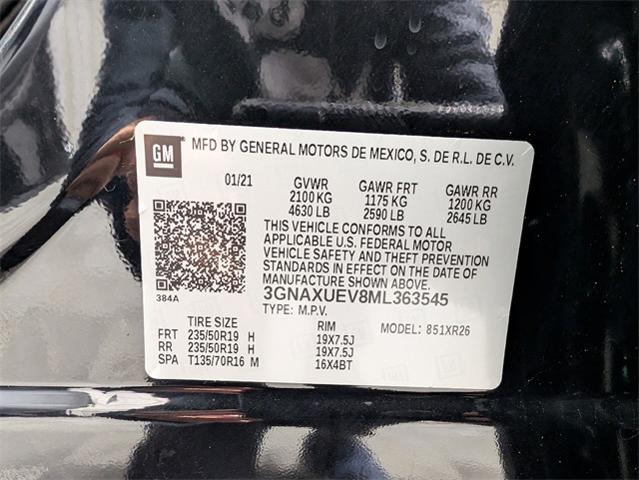 GM MFD BY GENERAL MOTORS DE MEXICO, S. DE R.L. DE C.V.
01/21 GVWR GAWR FRT GAWR RR
2100 KG 1175 KG 1200 KG
4630 LB 2590 LB 2645 LB
THIS VEHICLE CONFORMS TO ALL
APPLICABLE U.S. FEDERAL MOTOR
VEHICLE SAFETY AND THEFT PREVENTION
STANDARDS IN EFFECT ON THE DATE OF
MANUFACTURE SHOWN ABOVE.
384A 3GNAXUEV8ML363545
TYPE: M.P.V.
TIRE SIZE RIM MODEL: 851XR26
FRT 235/50R19 H 19X7.5J
RR 235/50R19 H 19X7.5J
SPA T135/70R16 M 16X4BT